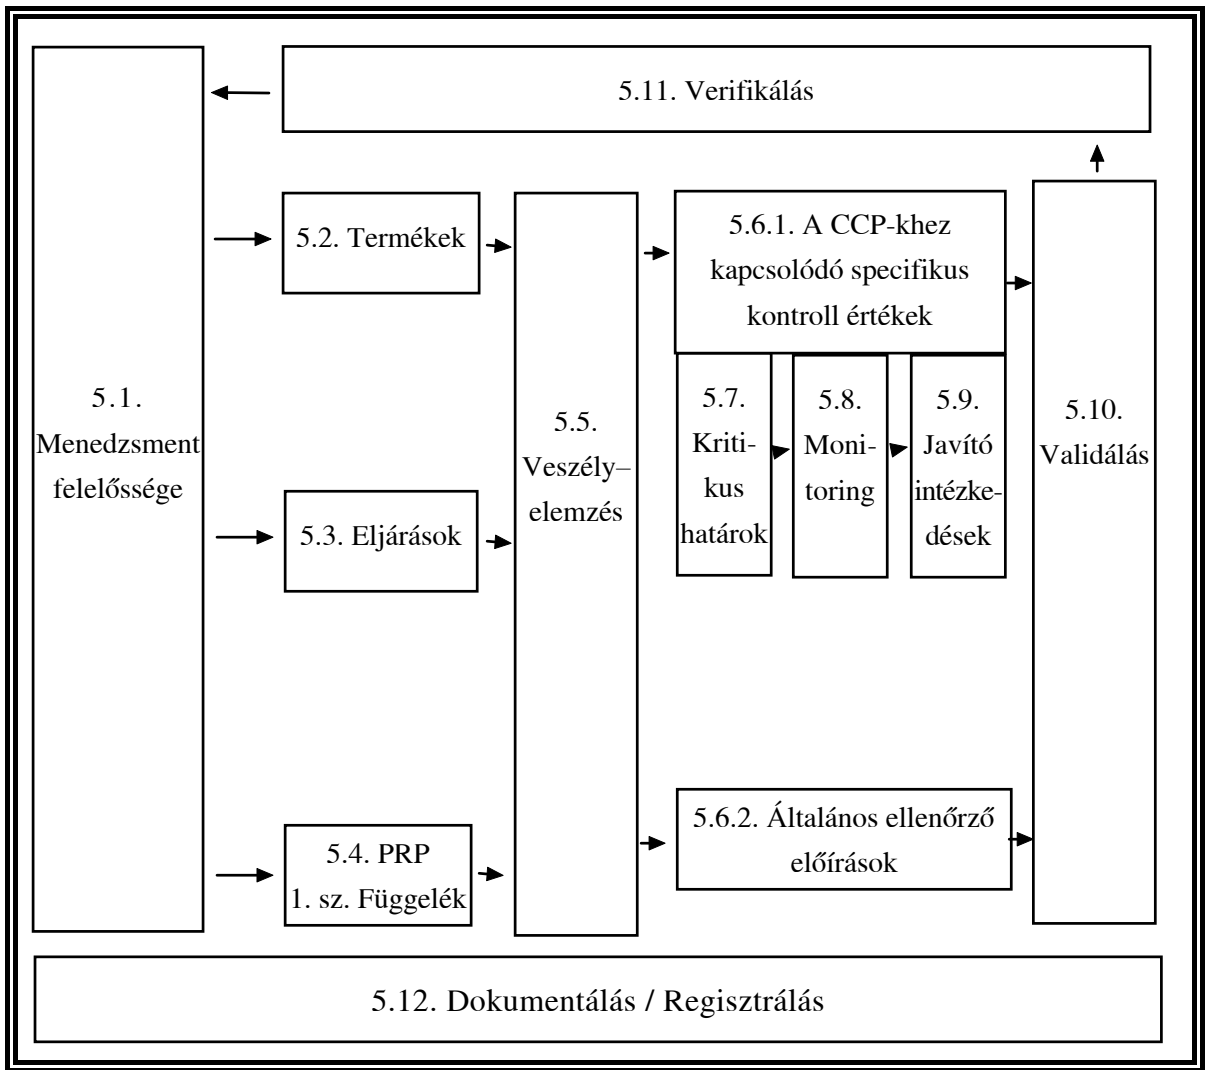 5.11. Verifikálás
5.1.
Menedzsment
felelőssége
5.2. Termékek
5.3. Eljárások
5.4. PRP
1. sz. Függelék
5.5.
Veszély–
elemzés
5.6.1. A CCP-khez
kapcsolódó specifikus
kontroll értékek
5.7.
Kriti-
kus
határok
5.8.
Moni-
toring
5.9.
Javító
intézke-
dések
5.6.2. Általános ellenőrző
előírások
5.10.
Validálás
5.12. Dokumentálás / Regisztrálás